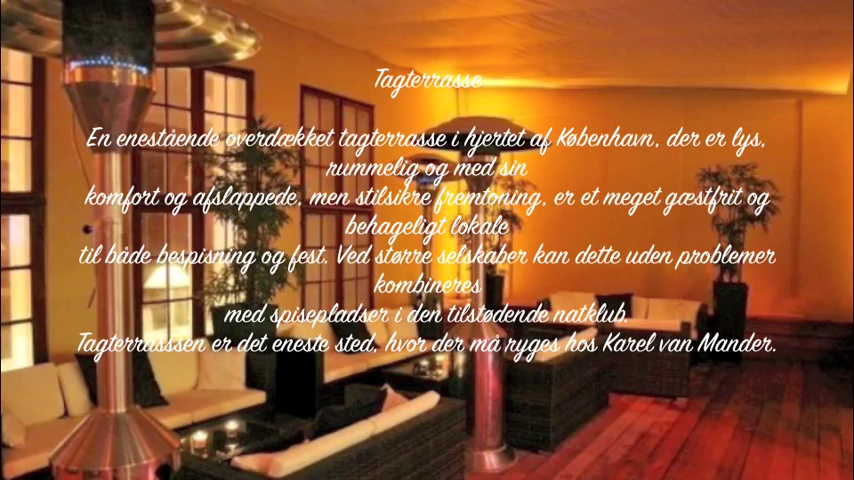 Tagterrasse
En enestående overdækket tagterrasse i hjertet af København, der er lys,
rummelig og med sin
komfort og afslappede, men stilsikre fremtoning, er et meget gæstfrit og
behageligt lokale
til både bespisning og fest. Ved større selskaber kan dette uden problemer
kombineres
med spisepladser i den tilstødende natklub.
Tagterrasssen er det eneste sted, hvor der må ryges hos Karel van Mander.